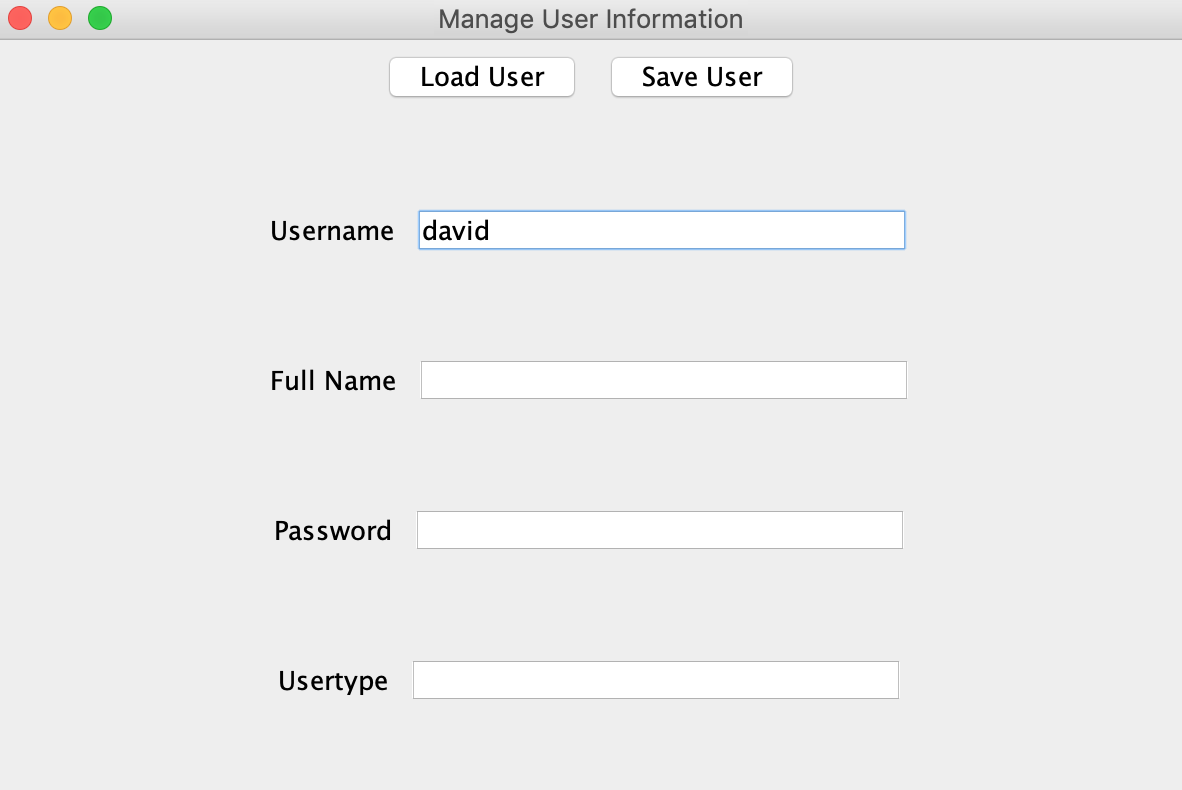 Manage User Information
Load User Save User
Username david
Full Name
Password
Usertype